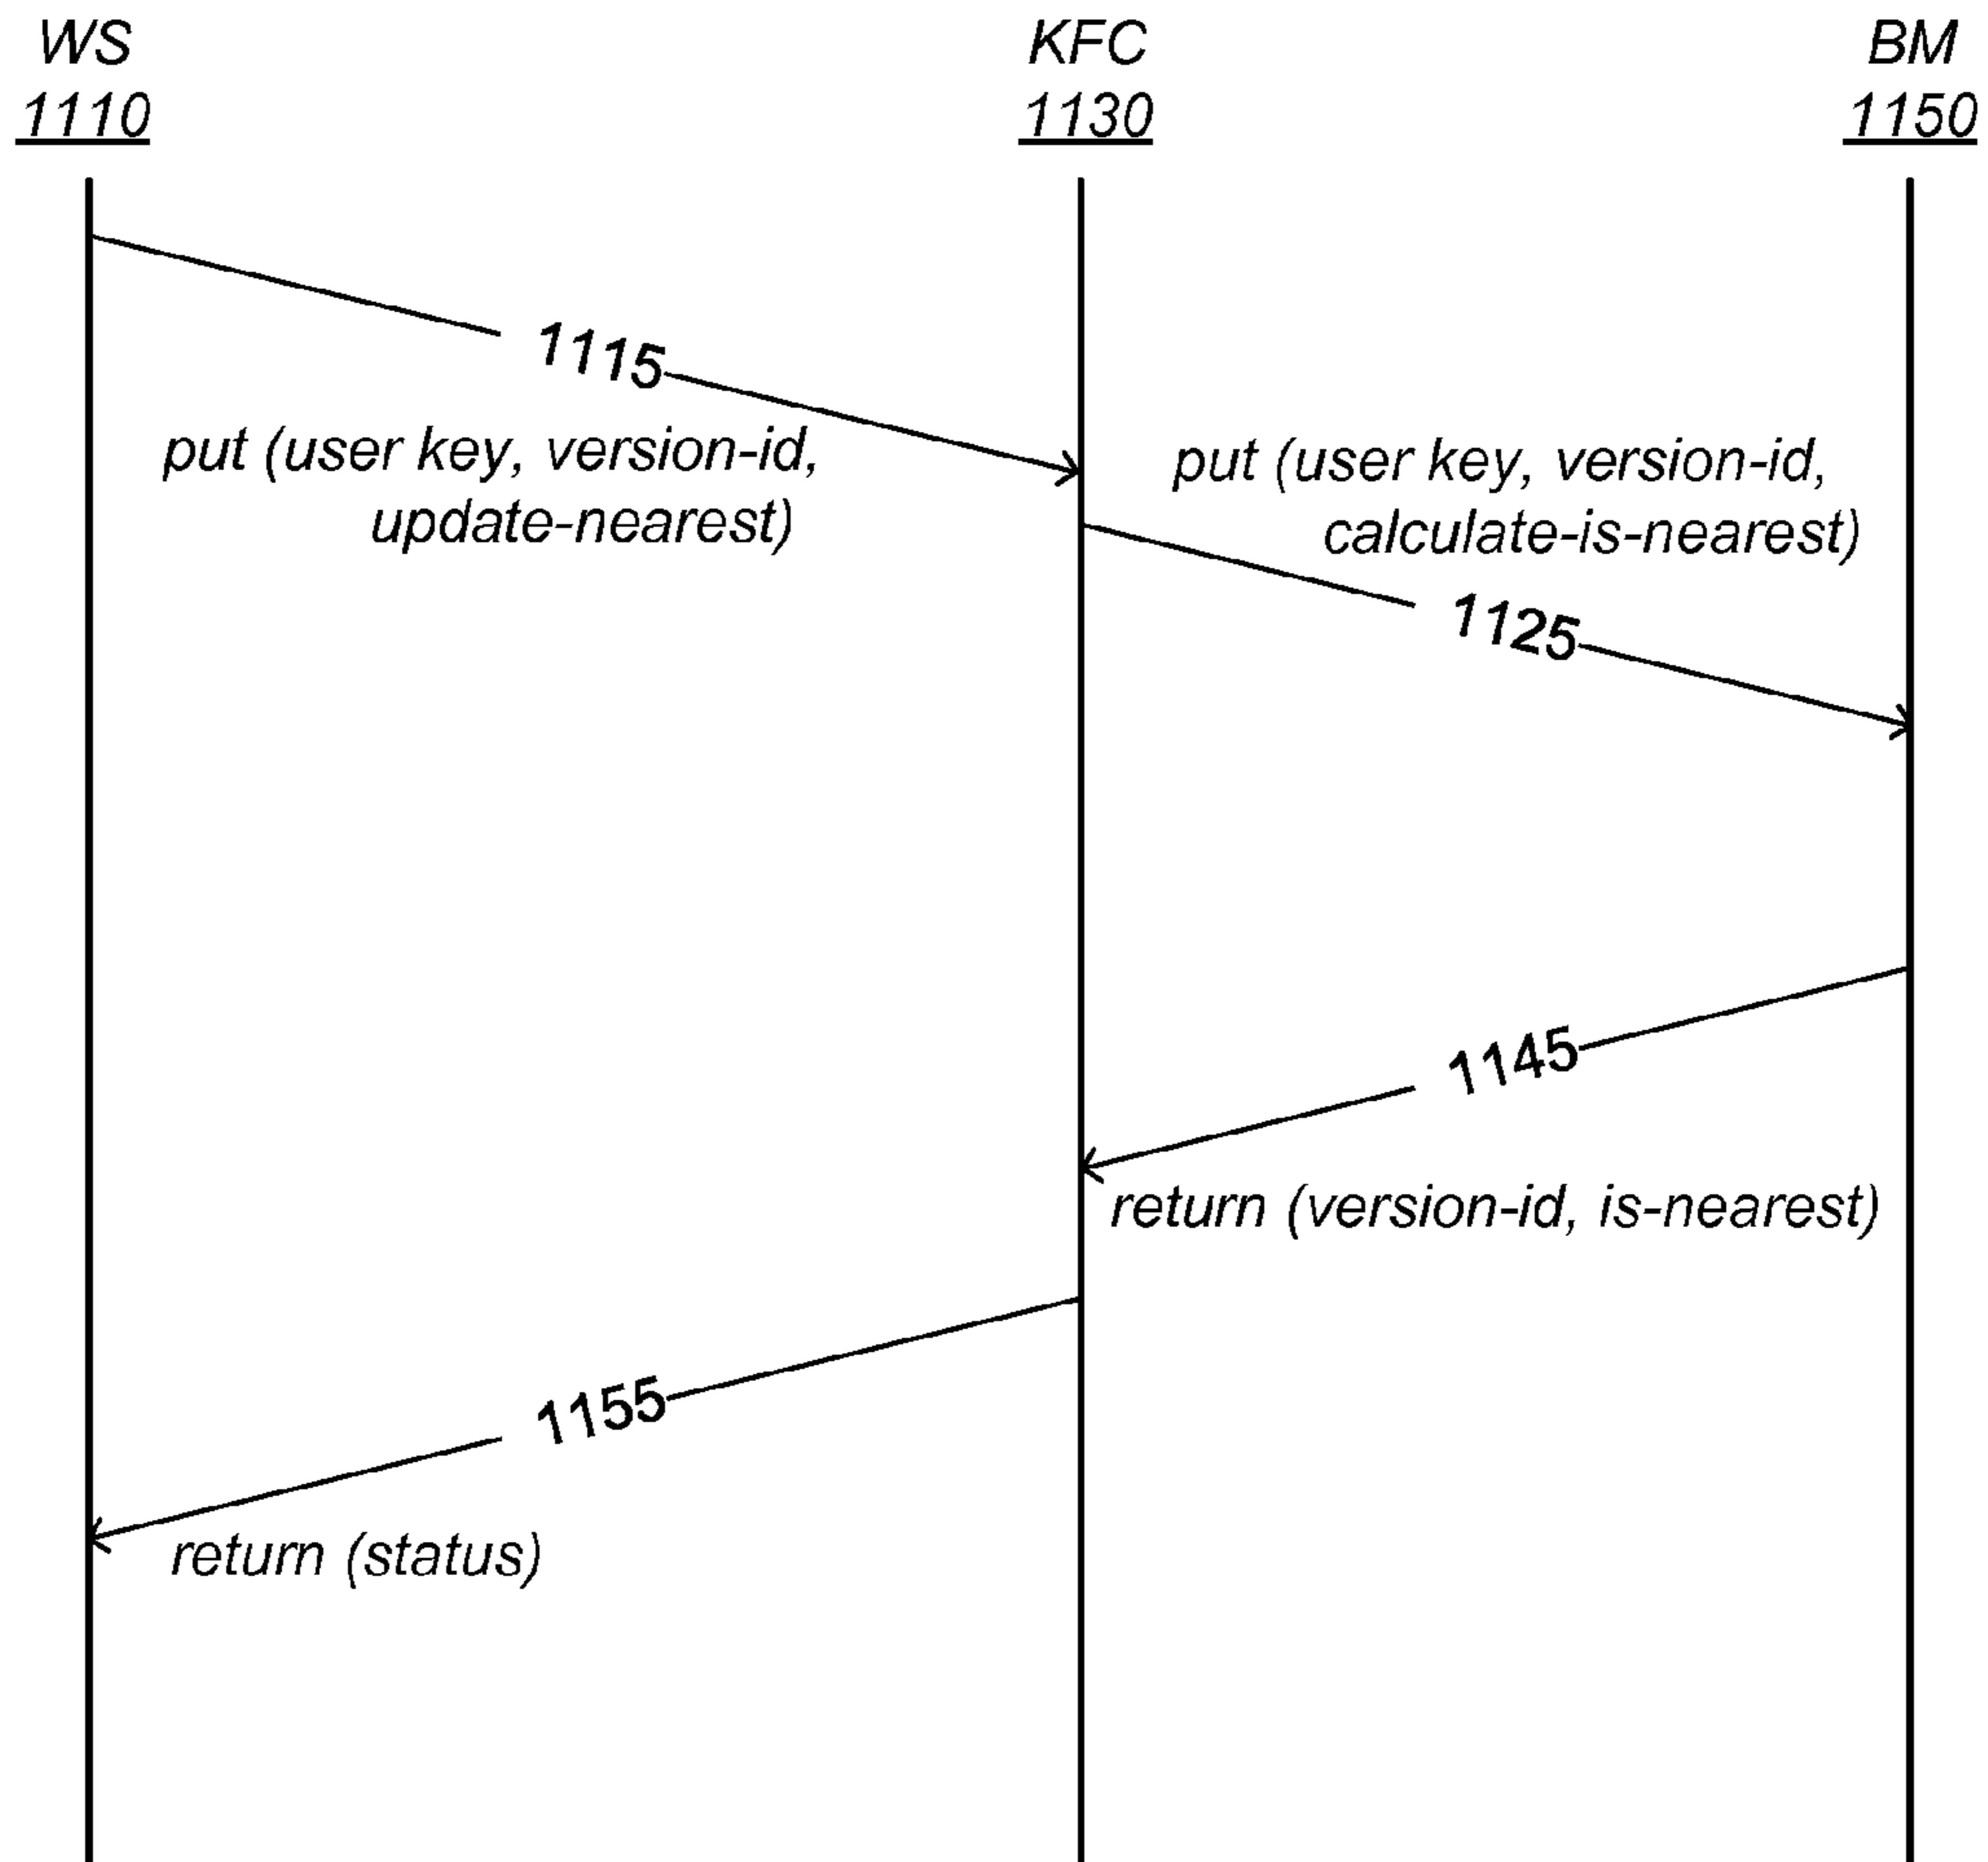 WS
1110
KFC
1130
BM
1150
1115
put (user key, version-id,
update-nearest)
put (user key, version-id,
calculate-is-nearest)
1125
1145
return (version-id, is-nearest)
1155
return (status)